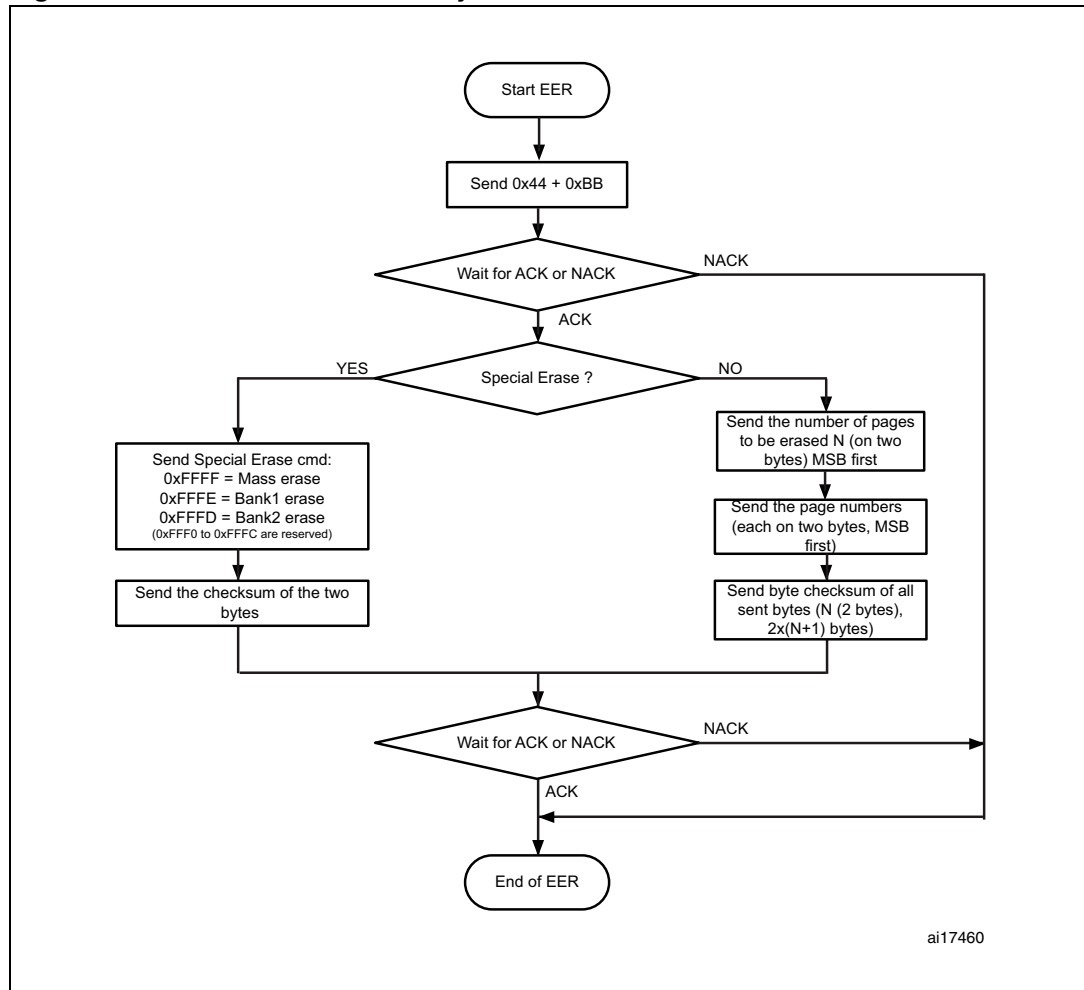 Start EER
Send 0x44 + 0xBB
Wait for ACK or NACK
NACK
ACK
YES
Special Erase ?
NO
Send Special Erase cmd:
0xFFFF = Mass erase
0xFFFE = Bank1 erase
0xFFFD = Bank2 erase
(0xFFF0 to 0xFFFC are reserved)
Send the checksum of the two
bytes
Send the number of pages
to be erased N (on two
bytes) MSB first
Send the page numbers
(each on two bytes, MSB
first)
Send byte checksum of all
sent bytes (N (2 bytes),
2x(N+1) bytes)
Wait for ACK or NACK
NACK
ACK
End of EER
ai17460